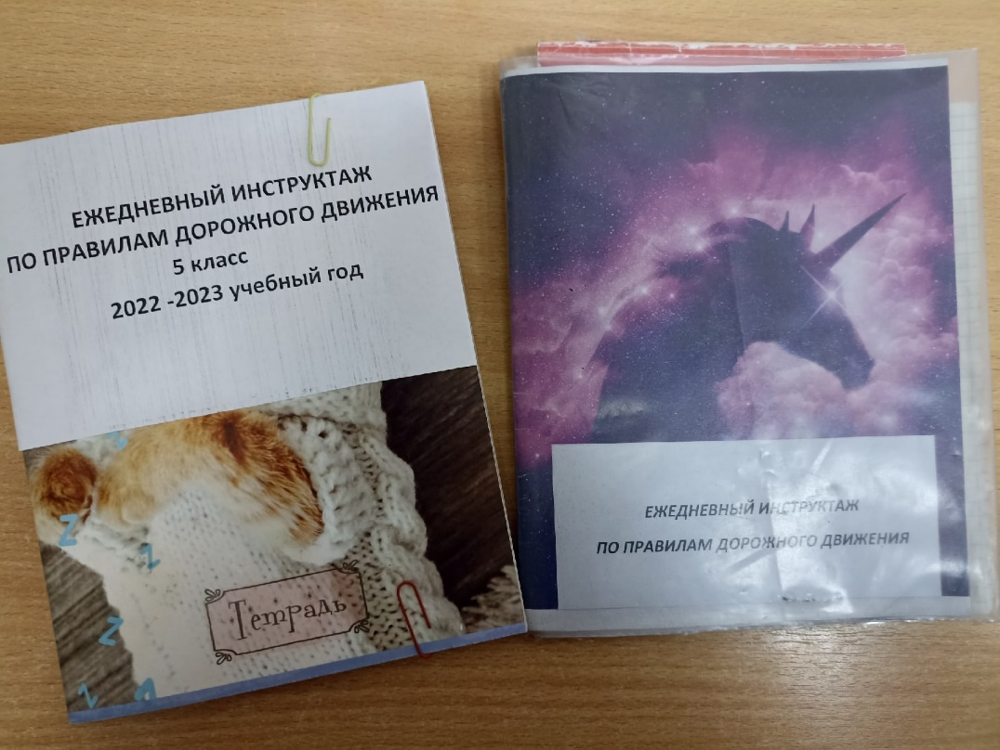 ЕЖЕДНЕВНЫЙ ИНСТРУКТАЖ
ПО ПРАВИЛАМ ДОРОЖНОГО ДВИЖЕНИЯ
5 класс
2022 -2023 учебный год
z
z
z
z
z
Тетрадь
ЕЖЕДНЕВНЫЙ ИНСТРУКТАЖ
ПО ПРАВИЛАМ ДОРОЖНОГО ДВИЖЕНИЯ